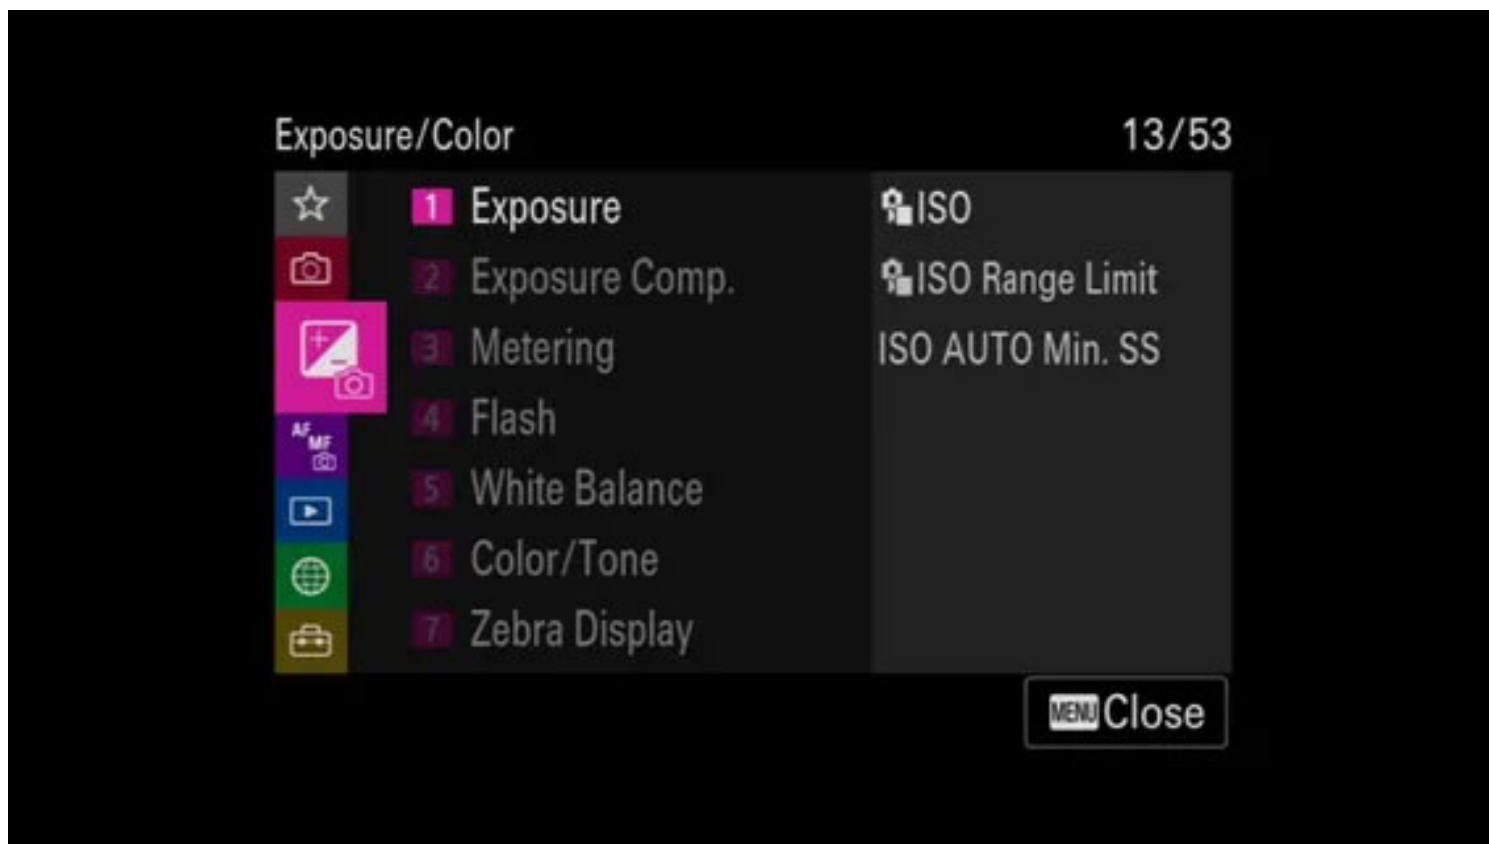 Exposure/Color 13/53
1 Exposure
2 Exposure Comp.
3 Metering
4 Flash
5 White Balance
6 Color/Tone
7 Zebra Display
ISO
ISO Range Limit
ISO AUTO Min. SS
AF MF
MENU Close